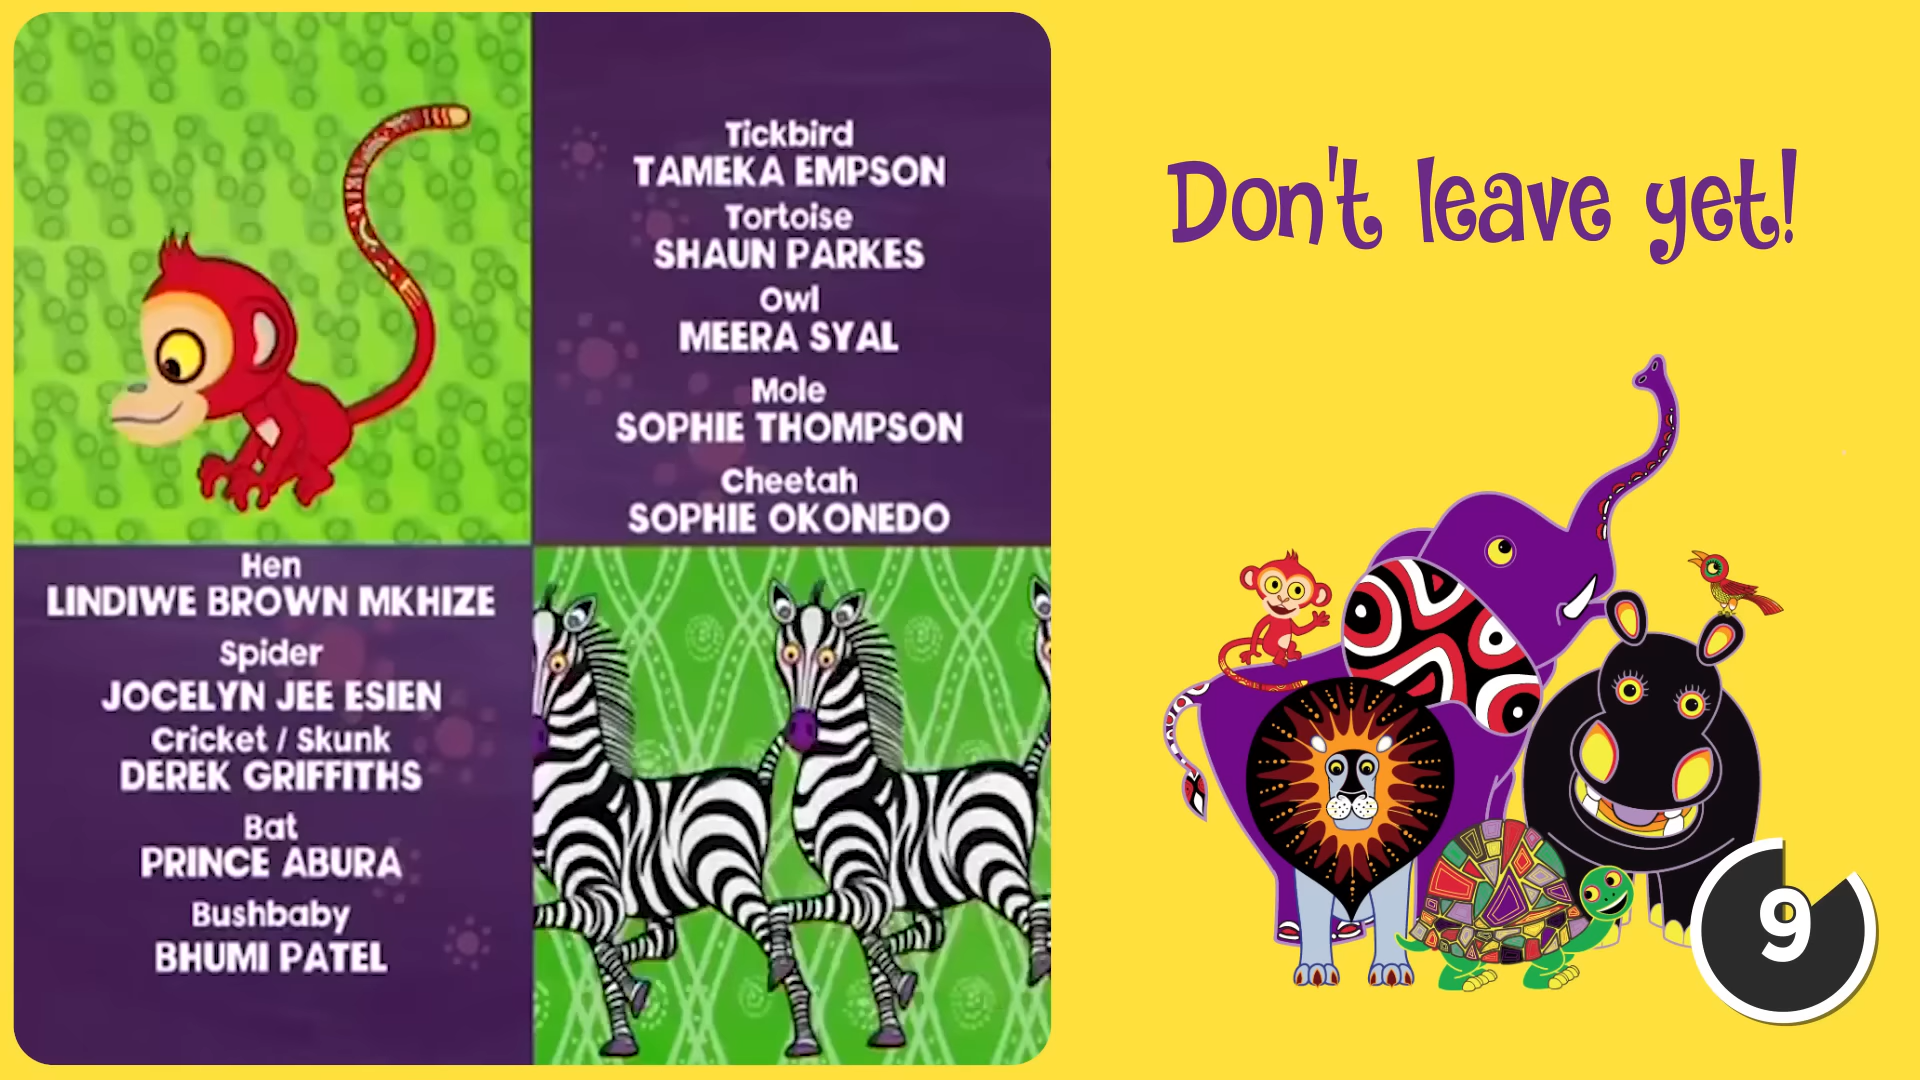 Tickbird
TAMEKA EMPSON
Tortoise
SHAUN PARKES
Owl
MEERA SYAL
Mole
SOPHIE THOMPSON
Cheetah
SOPHIE OKONEDO
Hen
LINDIWE BROWN MKHIZE
Spider
JOCELYN JEE ESIEN
Cricket / Skunk
DEREK GRIFFITHS
Bat
PRINCE ABURA
Bushbaby
BHUMI PATEL
Don't leave yet!
9